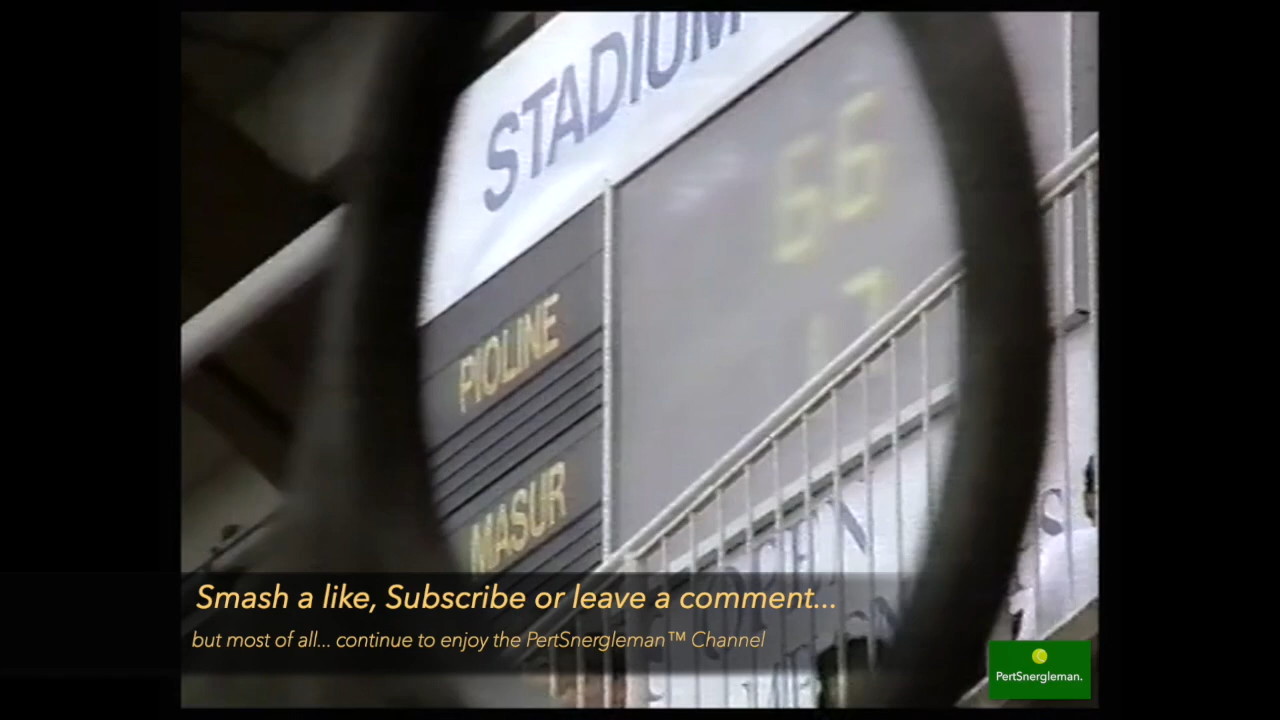 STADIUM
66
17
PIOLINE
MASUR
Smash a like, Subscribe or leave a comment...
but most of all... continue to enjoy the PertSnergleman™ Channel
PertSnergleman.